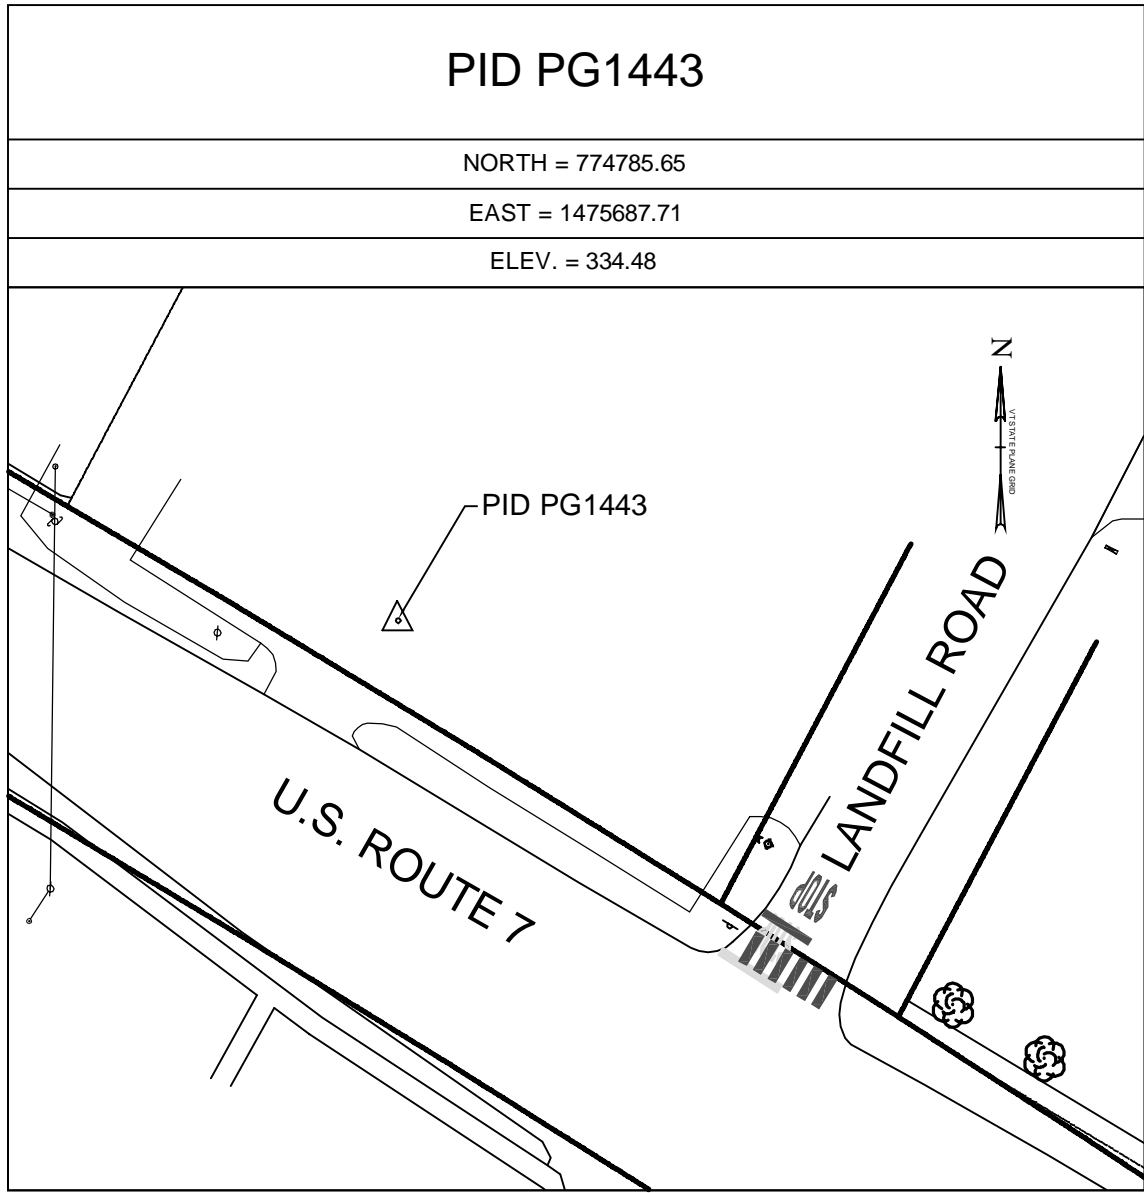 PID PG1443
NORTH = 774785.65
EAST = 1475687.71
ELEV. = 334.48
N
VT STATE PLANE GRID
PID PG1443
LANDFILL ROAD
STOP
U.S. ROUTE 7